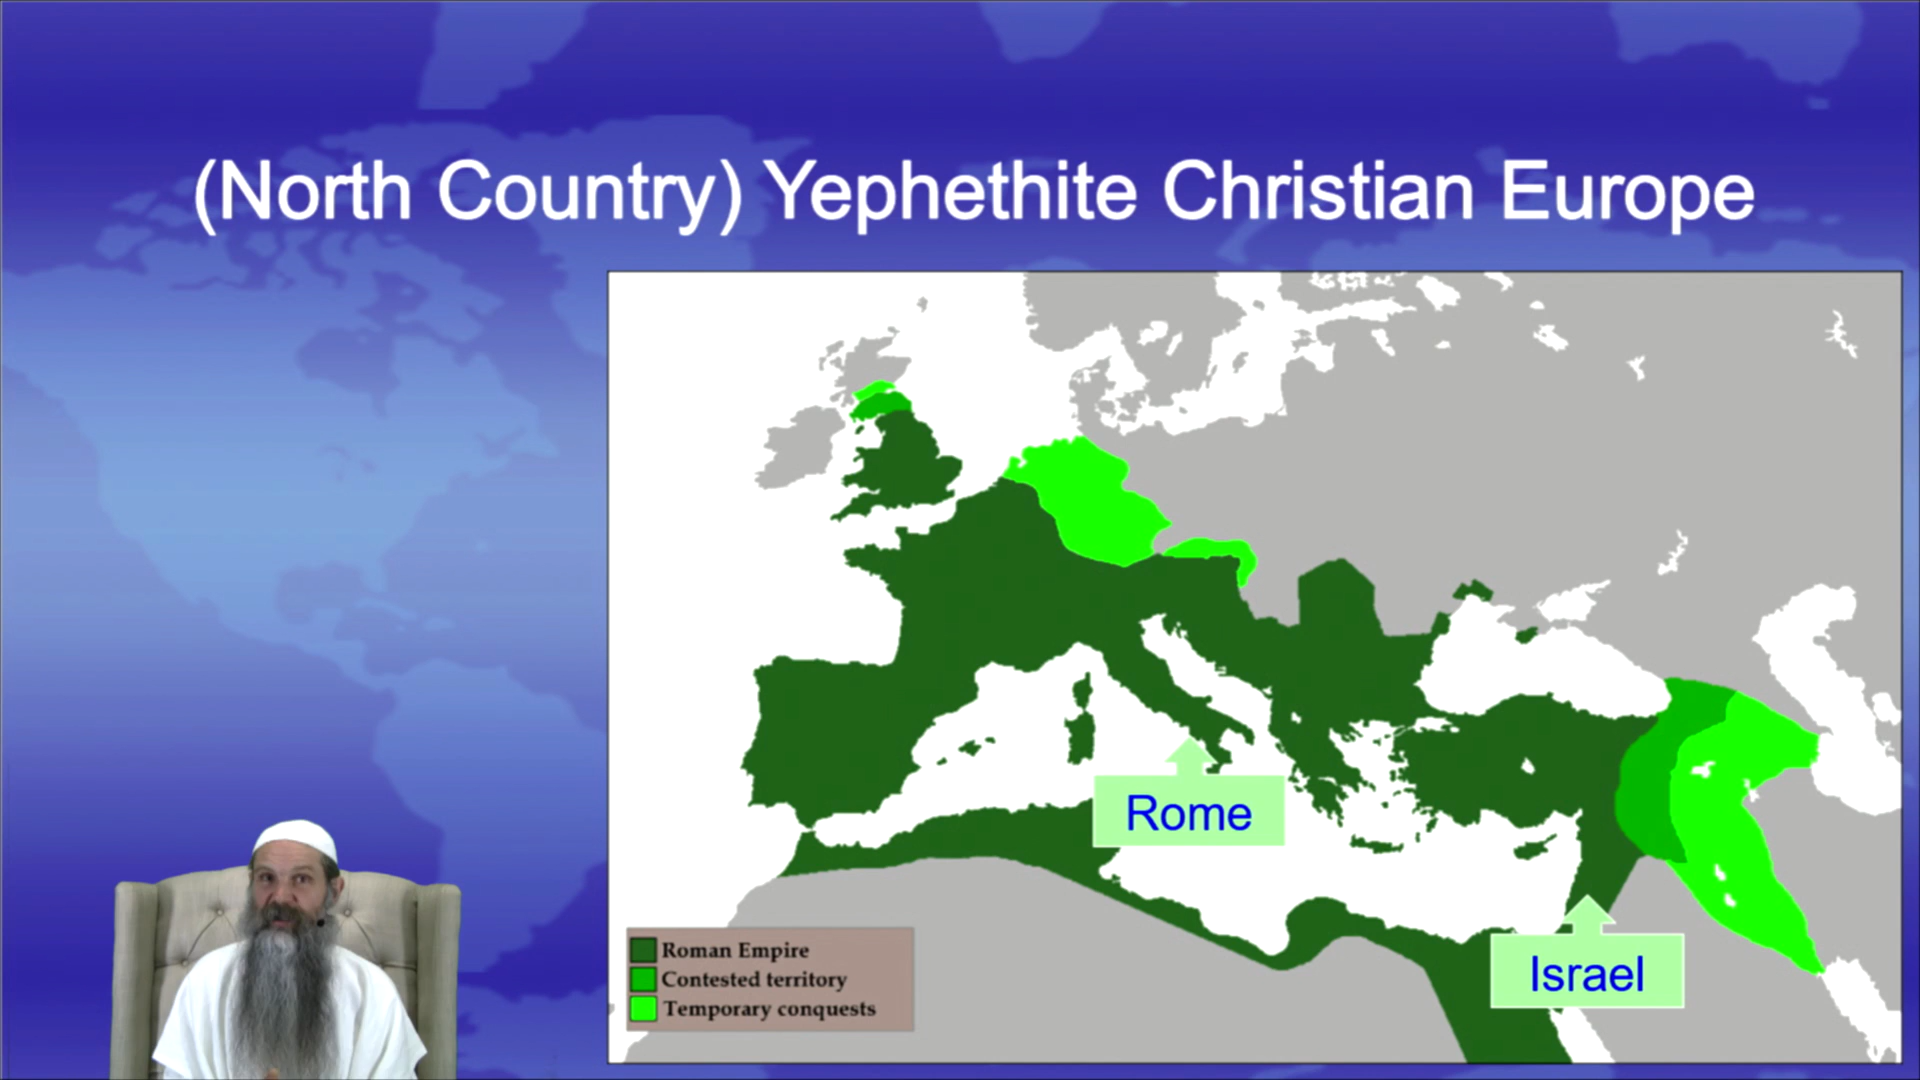 (North Country) Yephethite Christian Europe
Rome
Israel
Roman Empire
Contested territory
Temporary conquests